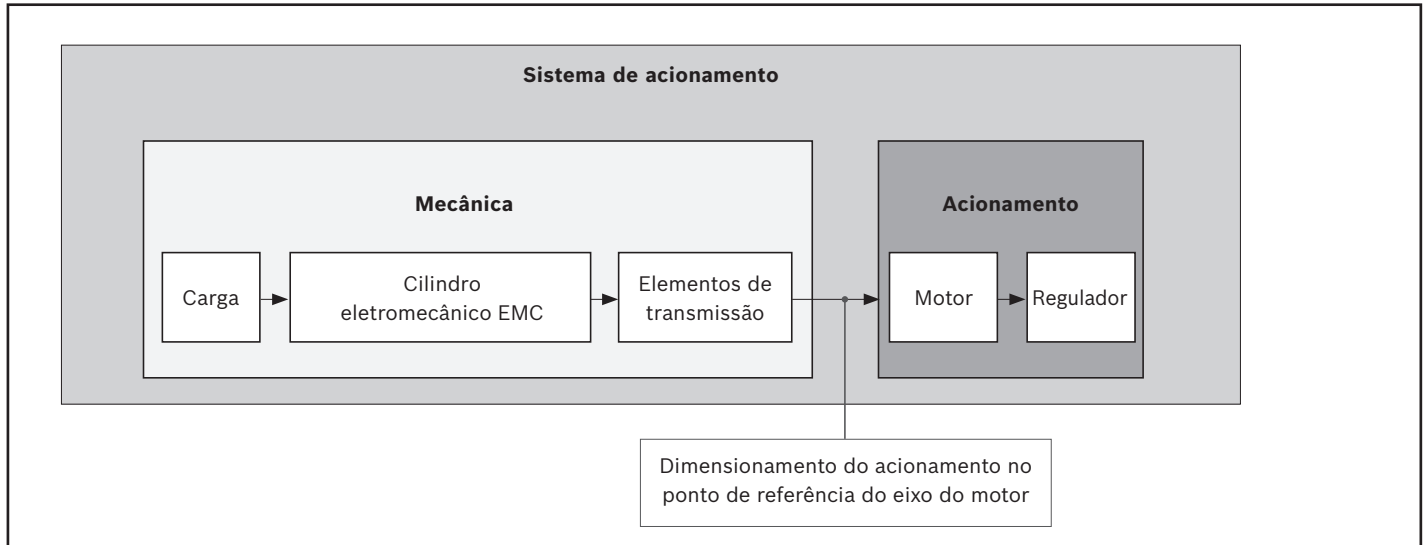 Sistema de acionamento
Mecânica
Acionamento
Carga
Cilindro
eletromecânico EMC
Elementos de
transmissão
Motor
Regulador
Dimensionamento do acionamento no
ponto de referência do eixo do motor